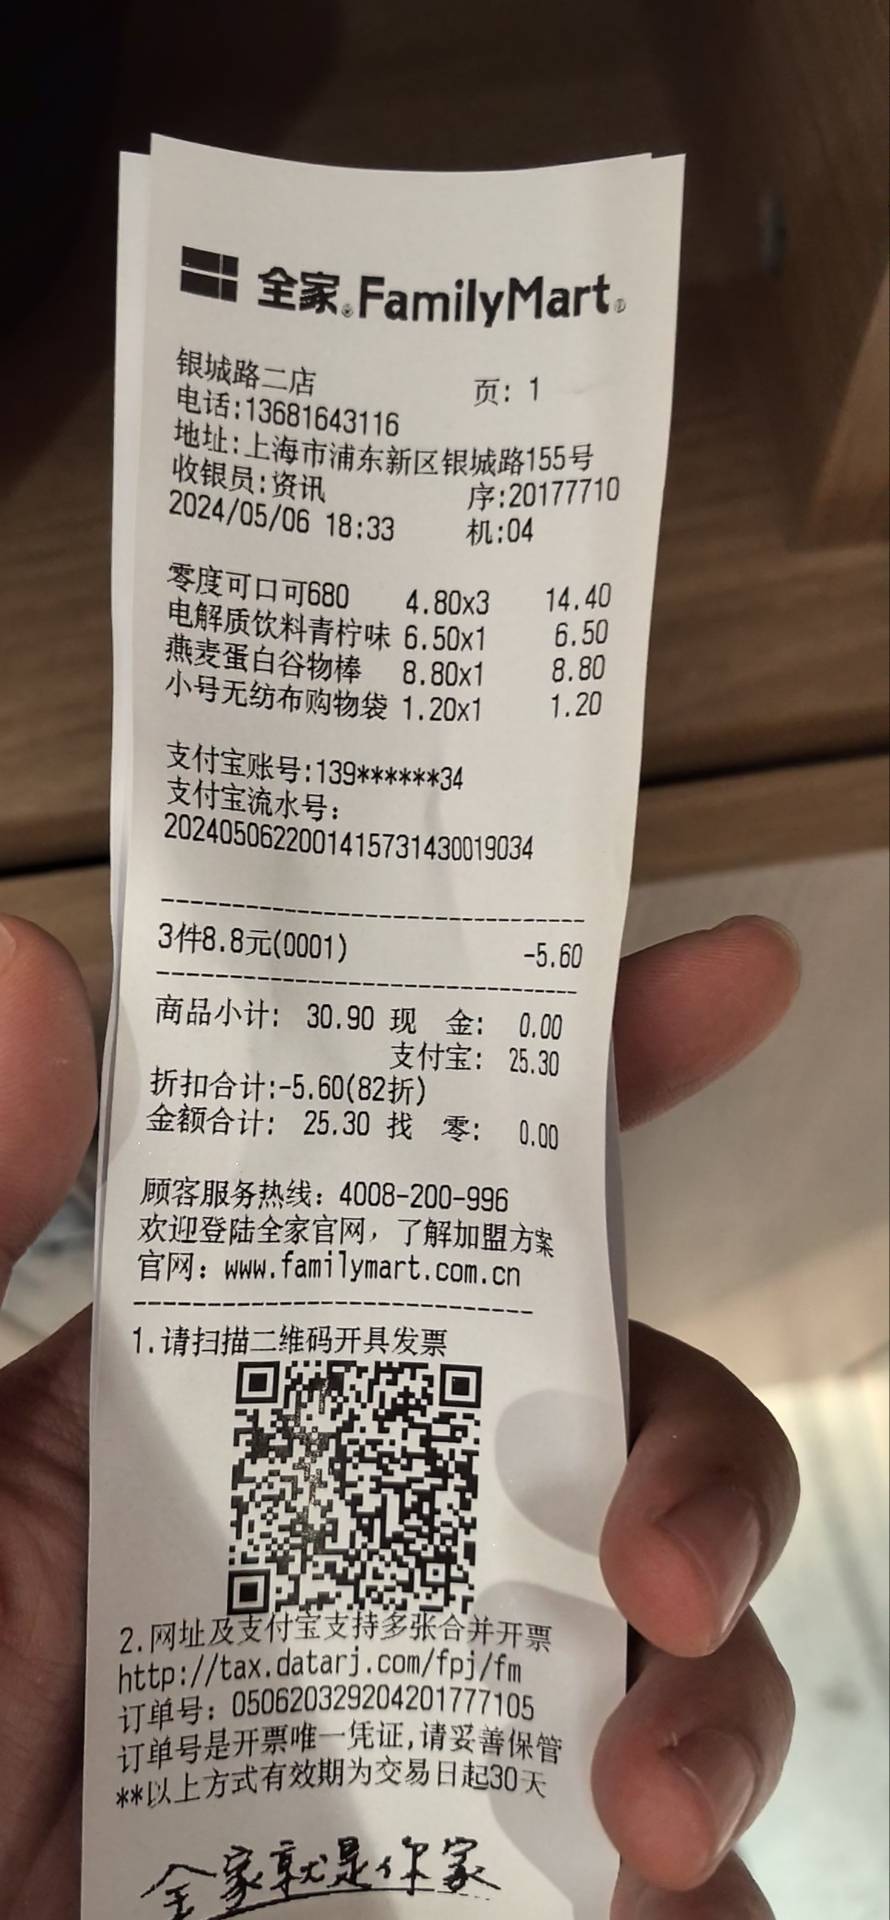 全家®FamilyMart®
银城路二店 页: 1
电话:13681643116
地址:上海市浦东新区银城路155号
收银员:资讯 序:20177710
2024/05/06 18:33 机:04
零度可口可680 4.80x3 14.40
电解质饮料青柠味 6.50x1 6.50
燕麦蛋白谷物棒 8.80x1 8.80
小号无纺布购物袋 1.20x1 1.20
支付宝账号:139******34
支付宝流水号:
2024050622001415731430019034
3件8.8元(0001) -5.60
商品小计: 30.90 现 金: 0.00
支付宝: 25.30
折扣合计:-5.60(82折)
金额合计: 25.30 找 零: 0.00
顾客服务热线: 4008-200-996
欢迎登陆全家官网, 了解加盟方案
官网: www.familymart.com.cn
1.请扫描二维码开具发票
2.网址及支付宝支持多张合并开票
http://tax.datarj.com/fpj/fm
订单号: 050620329204201777105
订单号是开票唯一凭证,请妥善保管
**以上方式有效期为交易日起30天
全家就是你家